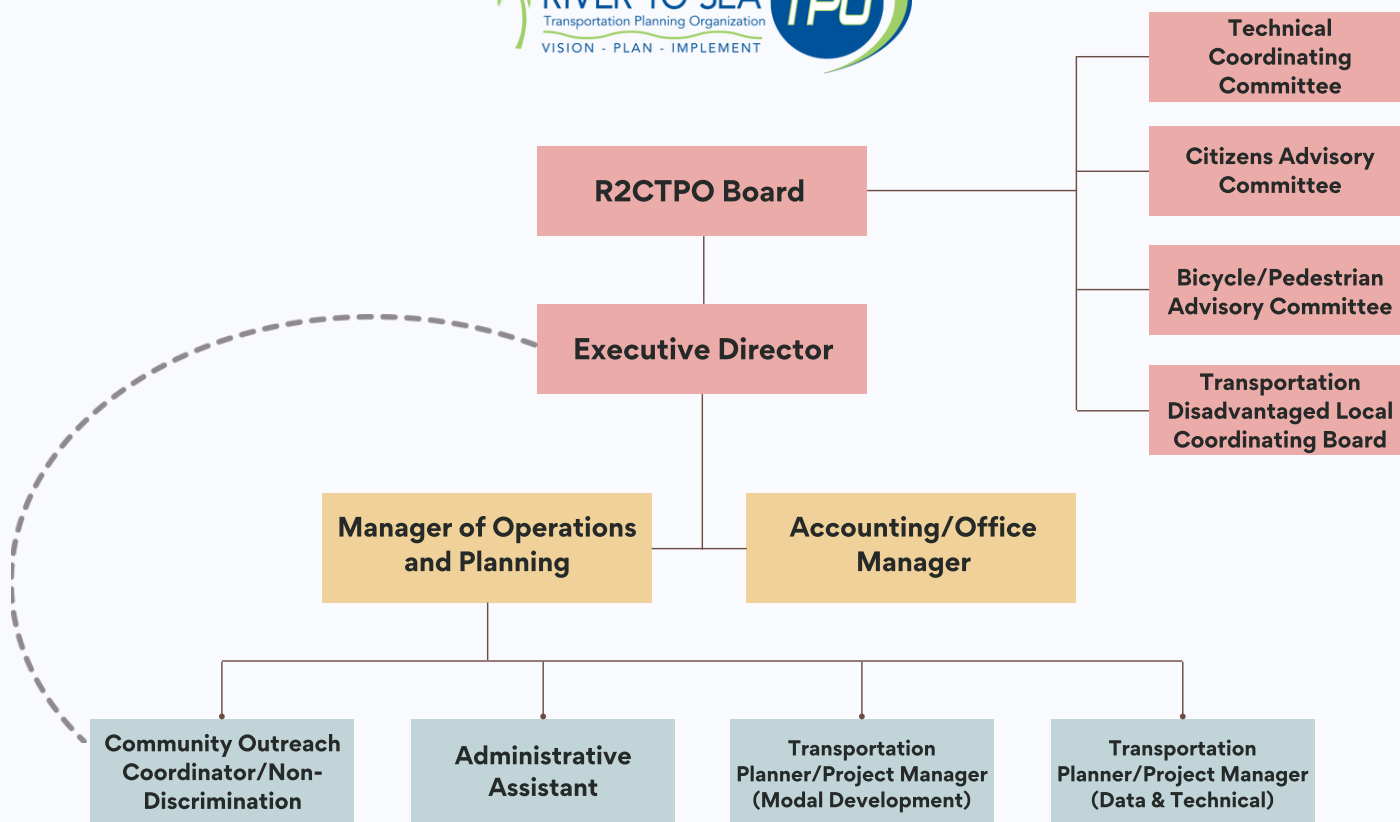 RIVER TO SEA
Transportation Planning Organization
VISION - PLAN - IMPLEMENT
TPO
Technical
Coordinating
Committee
Citizens Advisory
Committee
R2CTPO Board
Bicycle/Pedestrian
Advisory Committee
Executive Director
Transportation
Disadvantaged Local
Coordinating Board
Manager of Operations
and Planning
Accounting/Office
Manager
Community Outreach
Coordinator/Non-
Discrimination
Administrative
Assistant
Transportation
Planner/Project Manager
(Modal Development)
Transportation
Planner/Project Manager
(Data & Technical)